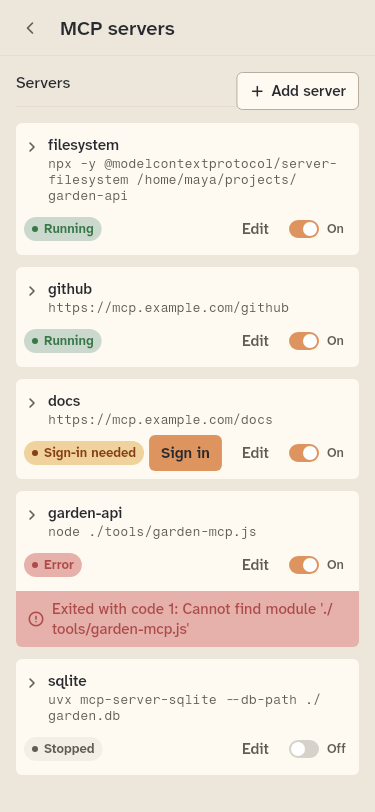 MCP servers
Servers
Add server
filesystem
npx -y @modelcontextprotocol/server-
filesystem /home/maya/projects/
garden-api
Running
Edit
On
github
https://mcp.example.com/github
Running
Edit
On
docs
https://mcp.example.com/docs
Sign-in needed
Sign in
Edit
On
garden-api
node ./tools/garden-mcp.js
Error
Edit
On
Exited with code 1: Cannot find module './
tools/garden-mcp.js'
sqlite
uvx mcp-server-sqlite --db-path ./
garden.db
Stopped
Edit
Off